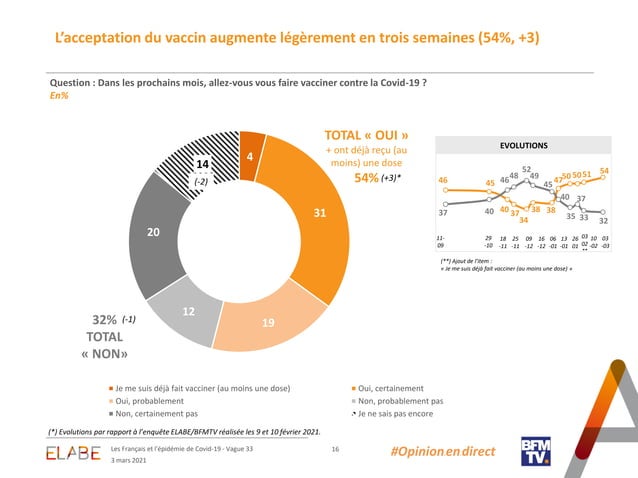 L'acceptation du vaccin augmente légèrement en trois semaines (54%, +3)
Question : Dans les prochains mois, allez-vous vous faire vacciner contre la Covid-19 ?
En%
TOTAL « OUI »
+ ont déjà reçu (au
moins) une dose
54% (+3)*
4
31
19
12
20
14
(-2)
32% (-1)
TOTAL
« NON»
EVOLUTIONS
46 45 40 37 34 38 38 47 50 50 51 54
37 40 46 48 52 49 45 40 35 37 33 32
11- 29 18 25 09 16 06 13 26 03 10 03
09 -10 -11 -11 -12 -12 -01 -01 01 02 -02 -03
**
(**) Ajout de l'item :
« Je me suis déjà fait vacciner (au moins une dose) »
Je me suis déjà fait vacciner (au moins une dose) Oui, certainement
Oui, probablement Non, probablement pas
Non, certainement pas Je ne sais pas encore
(*) Evolutions par rapport à l'enquête ELABE/BFMTV réalisée les 9 et 10 février 2021.
ELABE
Les Français et l'épidémie de Covid-19 - Vague 33
3 mars 2021
16
#Opinion en direct
BFM
TV.